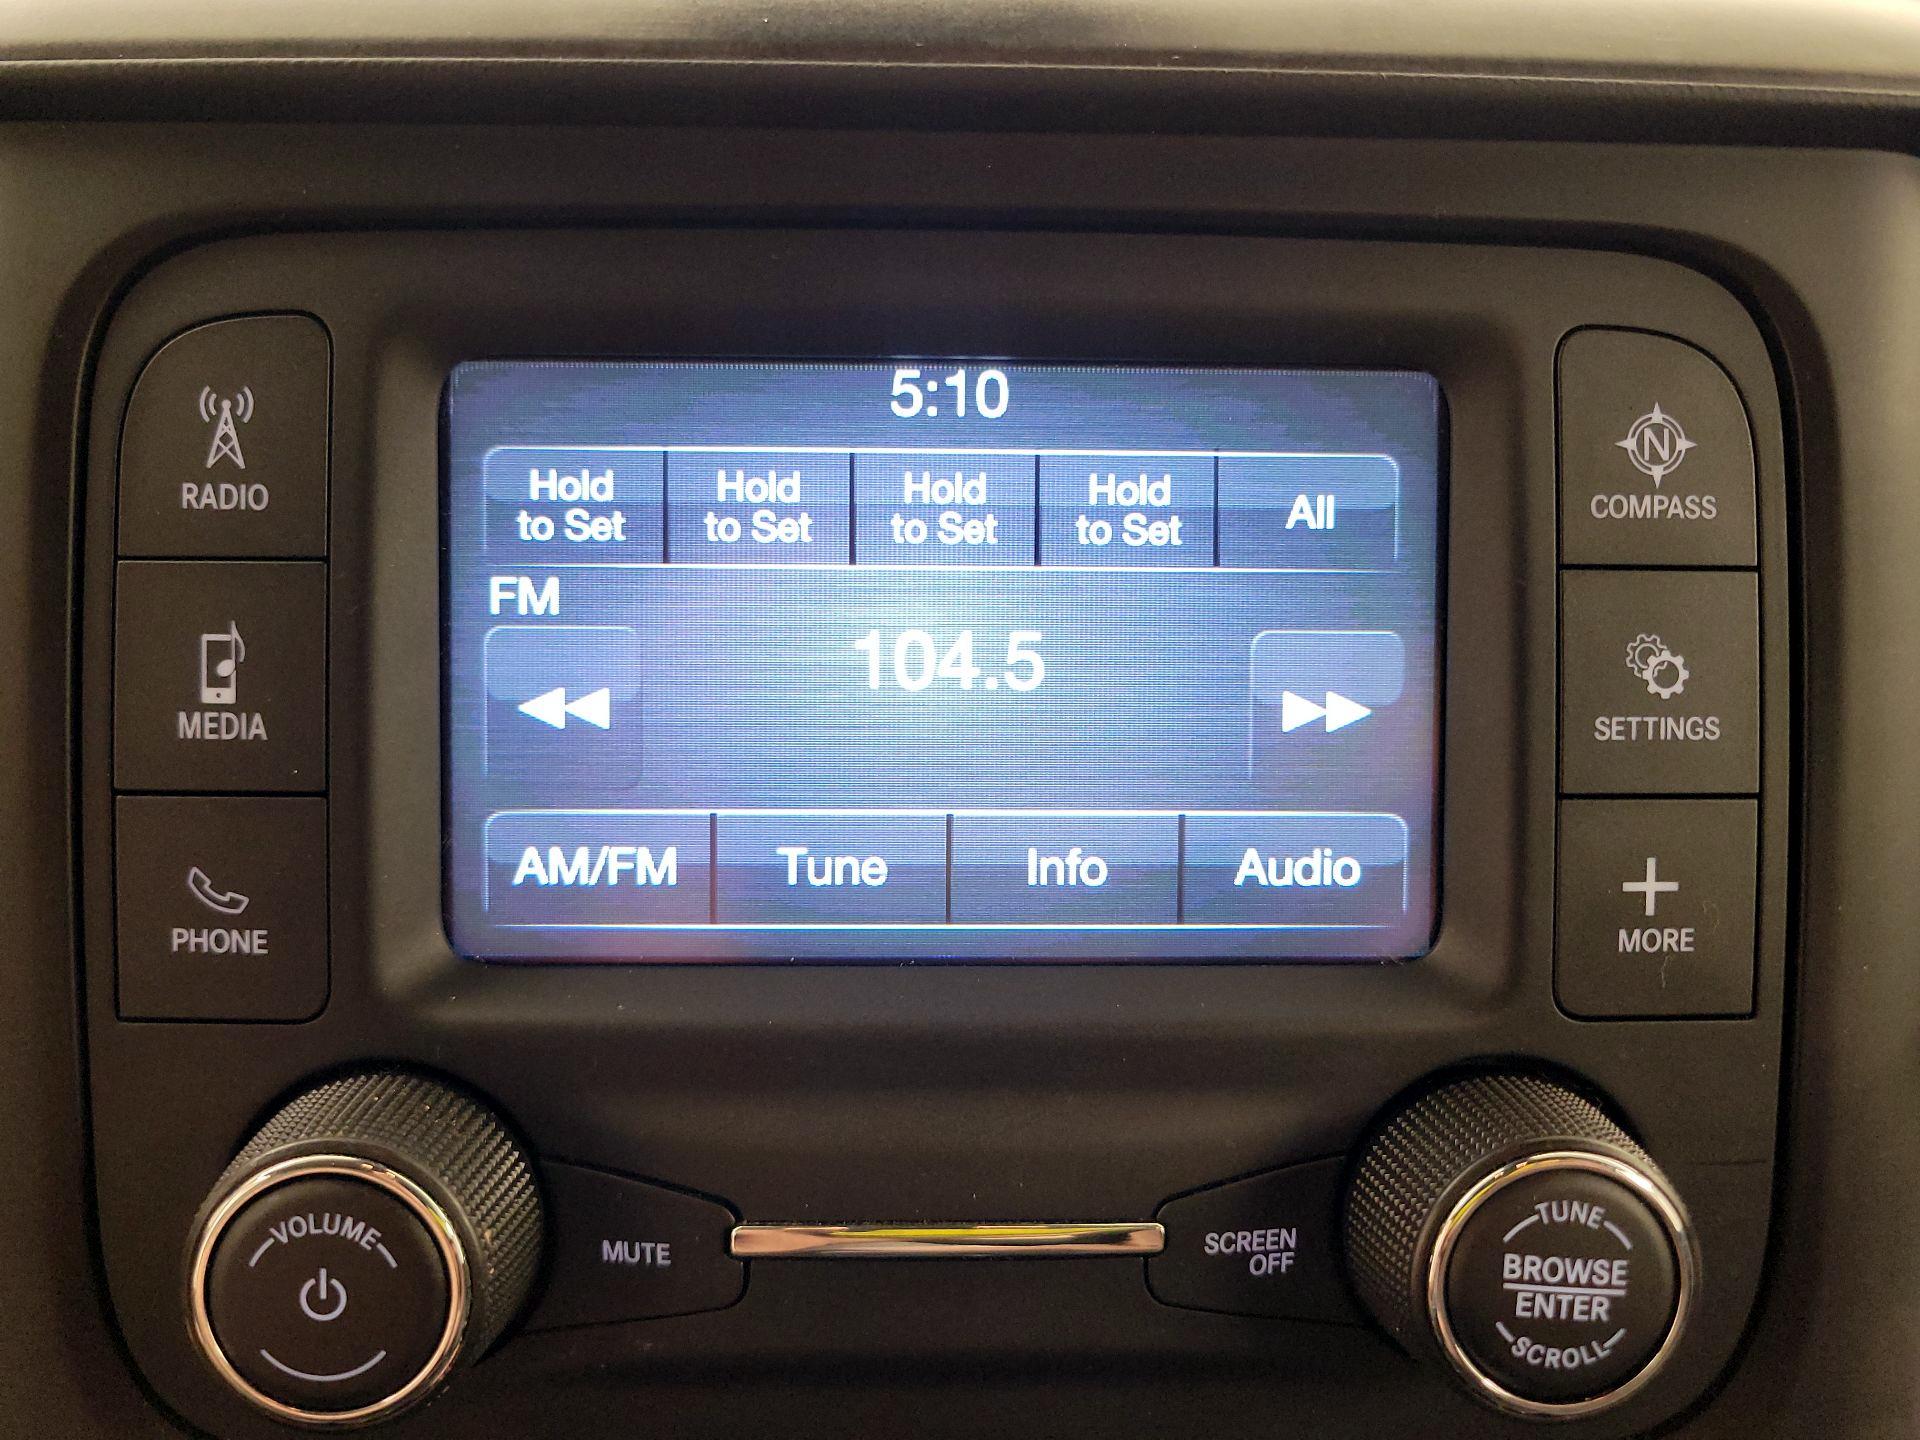 5:10
Hold
to Set
Hold
to Set
Hold
to Set
Hold
to Set
All
FM
104.5
AM/FM
Tune
Info
Audio
RADIO
MEDIA
PHONE
N
COMPASS
SETTINGS
MORE
VOLUME
MUTE
SCREEN
OFF
TUNE
BROWSE
ENTER
SCROLL